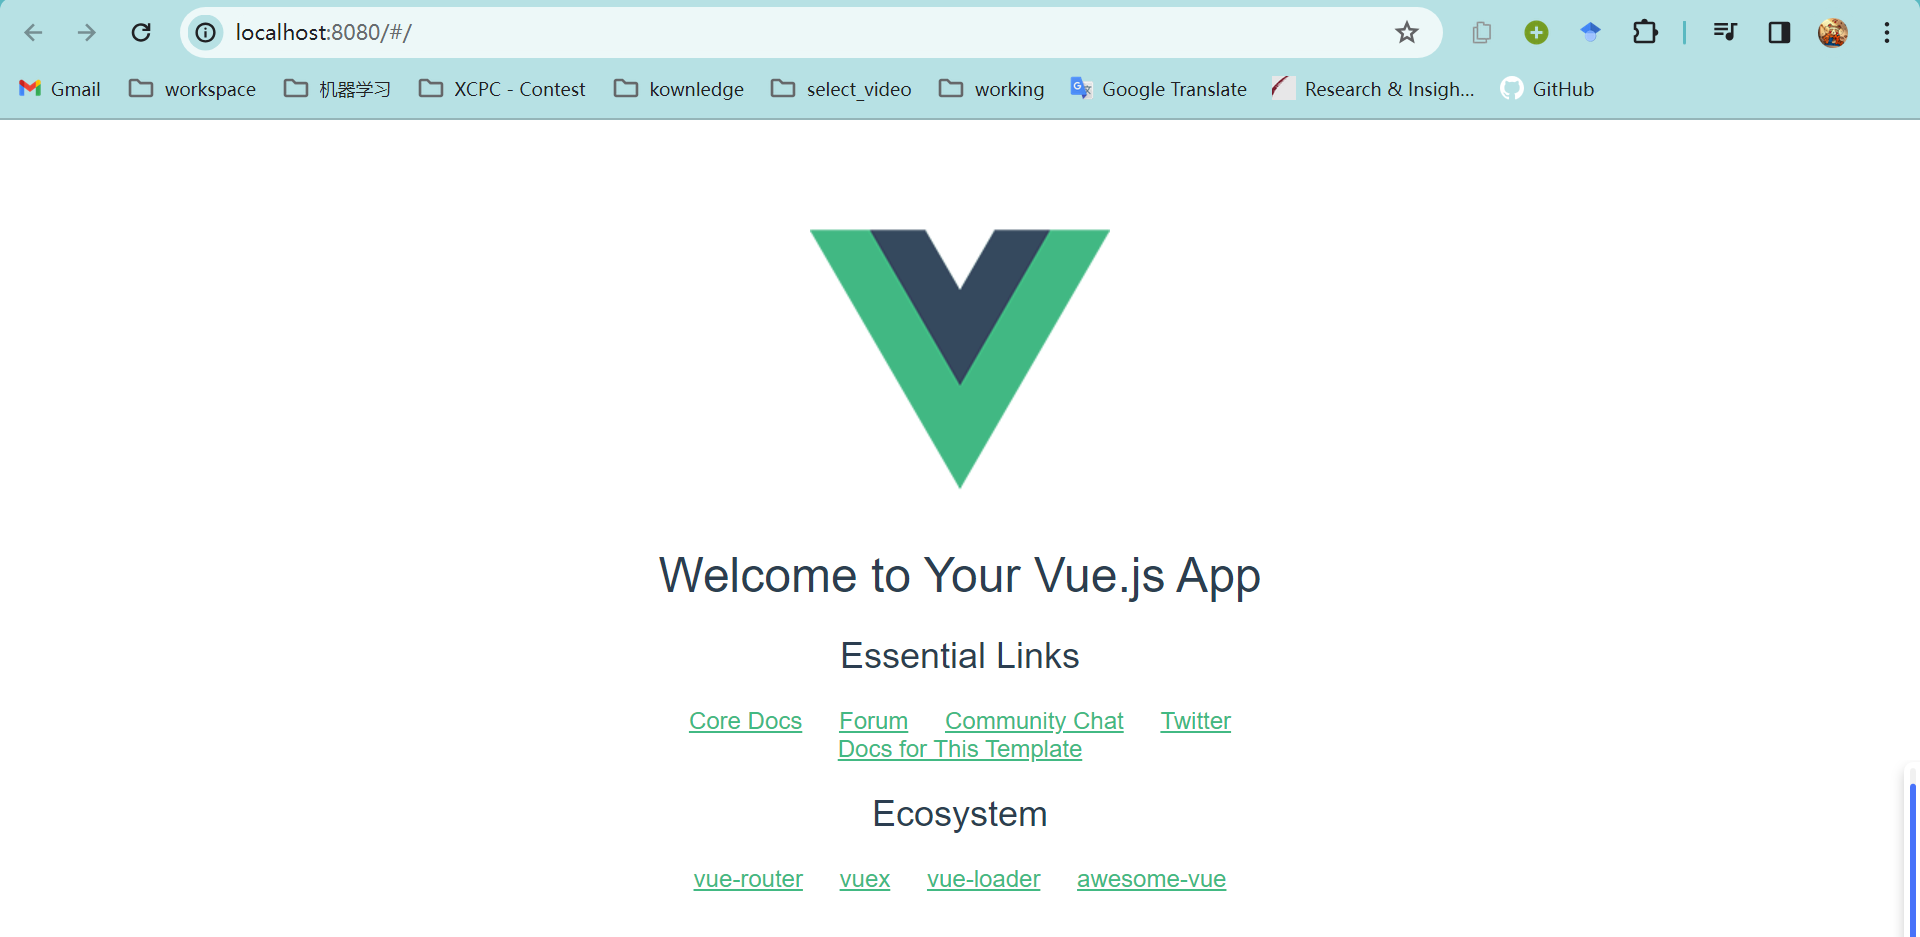 localhost:8080/#/
Gmail workspace 机器学习 XCPC - Contest kownledge select_video working Google Translate Research & Insigh... GitHub
Welcome to Your Vue.js App
Essential Links
Core Docs Forum Community Chat Twitter
Docs for This Template
Ecosystem
vue-router vuex vue-loader awesome-vue